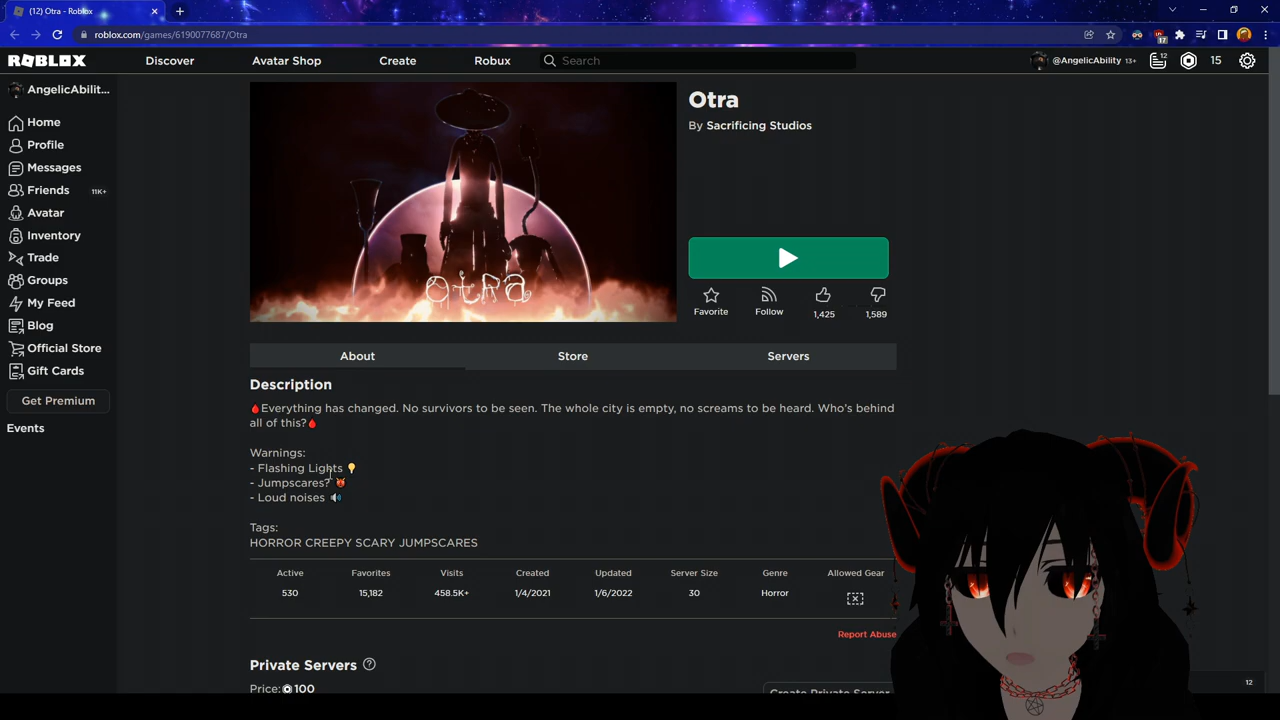 (12) Otra - Roblox
roblox.com/games/6190077687/Otra
17
ROBLOX
Discover
Avatar Shop
Create
Robux
Search
@AngelicAbility 13+
12
15
AngelicAbilit...
Home
Profile
Messages
Friends
11K+
Avatar
Inventory
Trade
Groups
My Feed
Blog
Official Store
Gift Cards
Get Premium
Events
otra
Otra
By Sacrificing Studios
Favorite
Follow
1,425
1,589
About
Store
Servers
Description
🩸Everything has changed. No survivors to be seen. The whole city is empty, no screams to be heard. Who's behind
all of this?🩸
Warnings:
- Flashing Lights 💡
- Jumpscares? 👹
- Loud noises 🔊
Tags:
HORROR CREEPY SCARY JUMPSCARES
Active Favorites Visits Created Updated Server Size Genre Allowed Gear
530 15,182 458.5K+ 1/4/2021 1/6/2022 30 Horror
Report Abuse
Private Servers
Price: 100
Create Private Server
12